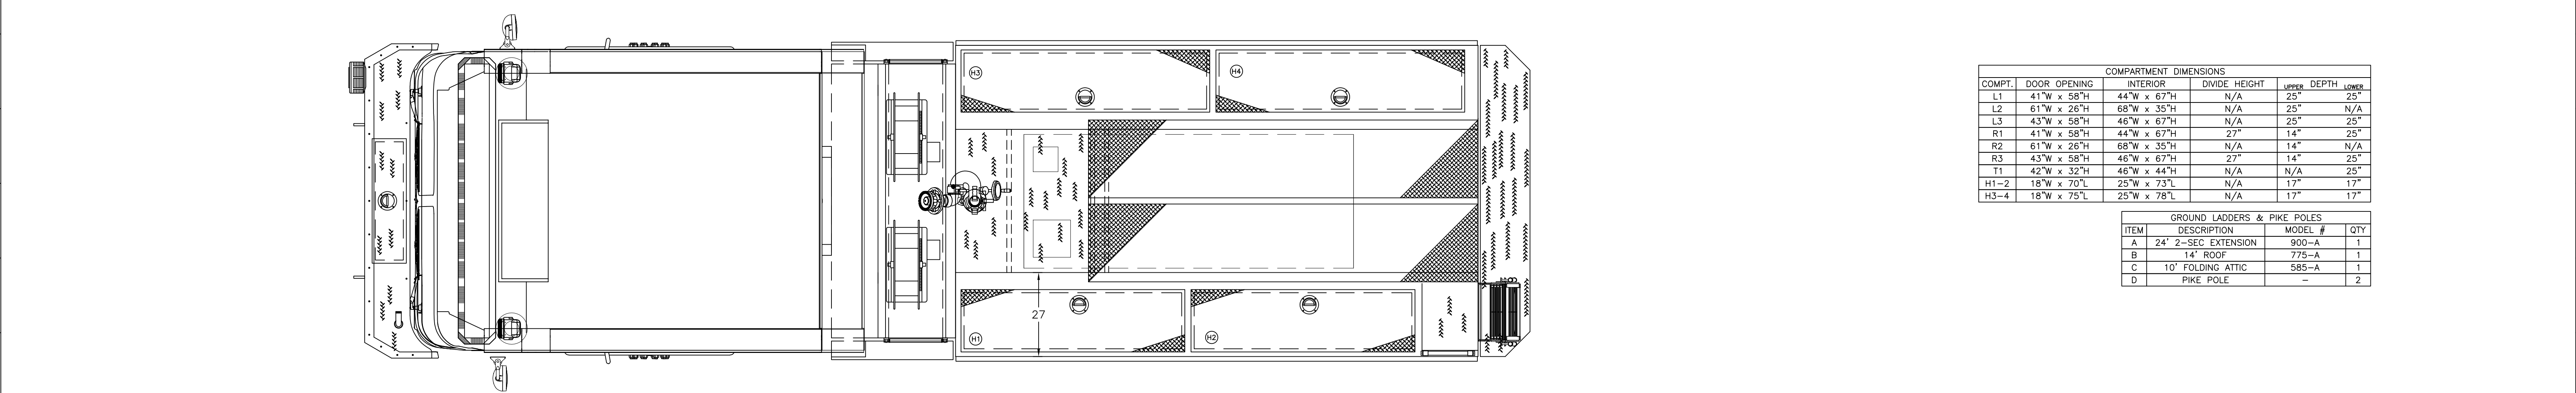 H3
H4
27
H1
H2
COMPARTMENT DIMENSIONS
COMPT. DOOR OPENING INTERIOR DIVIDE HEIGHT UPPER DEPTH LOWER
L1 41"W x 58"H 44"W x 67"H N/A 25" 25"
L2 61"W x 26"H 68"W x 35"H N/A 25" N/A
L3 43"W x 58"H 46"W x 67"H N/A 25" 25"
R1 41"W x 58"H 44"W x 67"H 27" 14" 25"
R2 61"W x 26"H 68"W x 35"H N/A 14" N/A
R3 43"W x 58"H 46"W x 67"H 27" 14" 25"
T1 42"W x 32"H 46"W x 44"H N/A N/A 25"
H1-2 18"W x 70"L 25"W x 73"L N/A 17" 17"
H3-4 18"W x 75"L 25"W x 78"L N/A 17" 17"
GROUND LADDERS & PIKE POLES
ITEM DESCRIPTION MODEL # QTY
A 24' 2-SEC EXTENSION 900-A 1
B 14' ROOF 775-A 1
C 10' FOLDING ATTIC 585-A 1
D PIKE POLE - 2